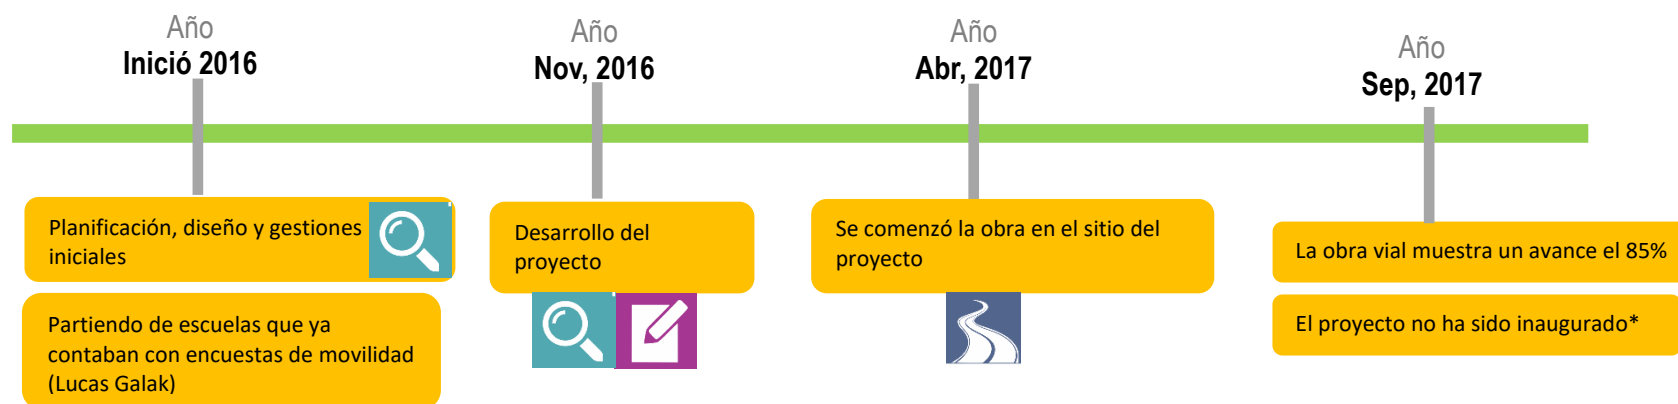 Año
Inició 2016
Año
Nov, 2016
Año
Abr, 2017
Año
Sep, 2017
Planificación, diseño y gestiones
iniciales
Partiendo de escuelas que ya
contaban con encuestas de movilidad
(Lucas Galak)
Desarrollo del
proyecto
Se comenzó la obra en el sitio del
proyecto
La obra vial muestra un avance el 85%
El proyecto no ha sido inaugurado*